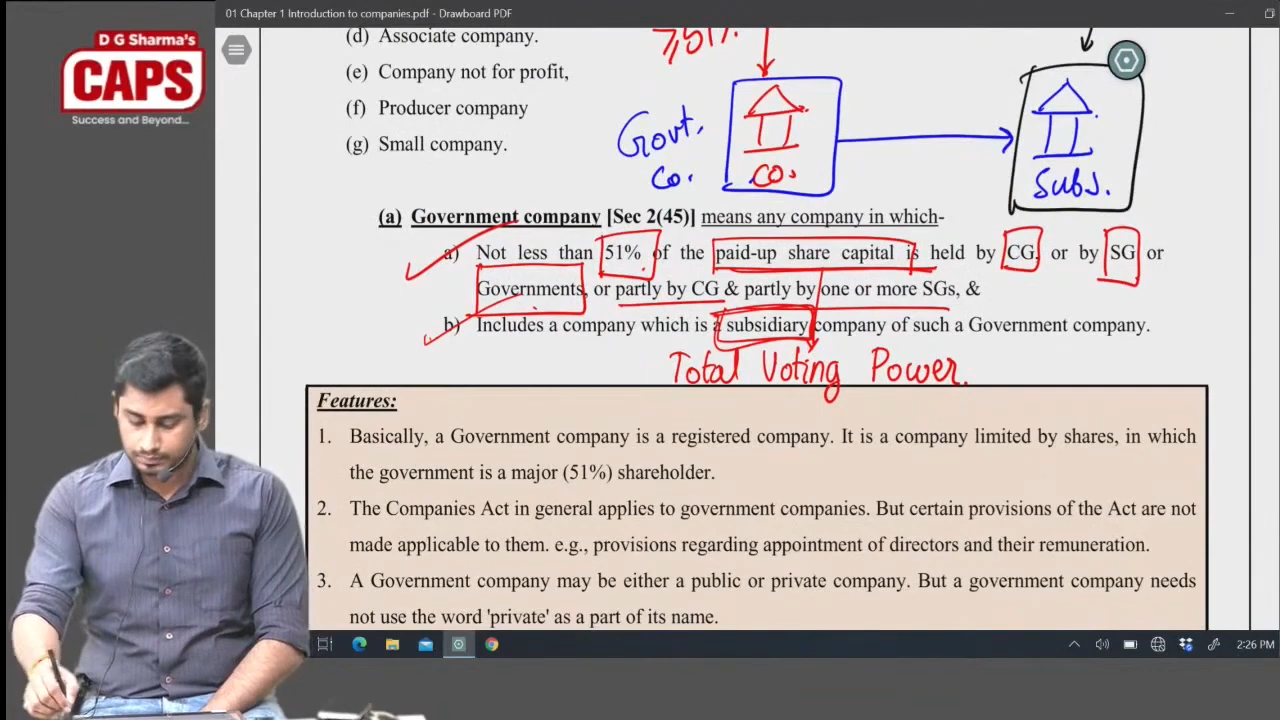 01 Chapter 1 Introduction to companies.pdf - Drawboard PDF
D G Sharma's
CAPS
Success and Beyond...
(d) Associate company.
(e) Company not for profit,
(f) Producer company
(g) Small company.
≥51%.
Govt.
Co.
CO.
Subs.
(a) Government company [Sec 2(45)] means any company in which-
a) Not less than 51% of the paid-up share capital is held by CG, or by SG or
Governments, or partly by CG & partly by one or more SGs, &
b) Includes a company which is a subsidiary company of such a Government company.
Total Voting Power.
Features:
1. Basically, a Government company is a registered company. It is a company limited by shares, in which
the government is a major (51%) shareholder.
2. The Companies Act in general applies to government companies. But certain provisions of the Act are not
made applicable to them. e.g., provisions regarding appointment of directors and their remuneration.
3. A Government company may be either a public or private company. But a government company needs
not use the word 'private' as a part of its name.
2:26 PM